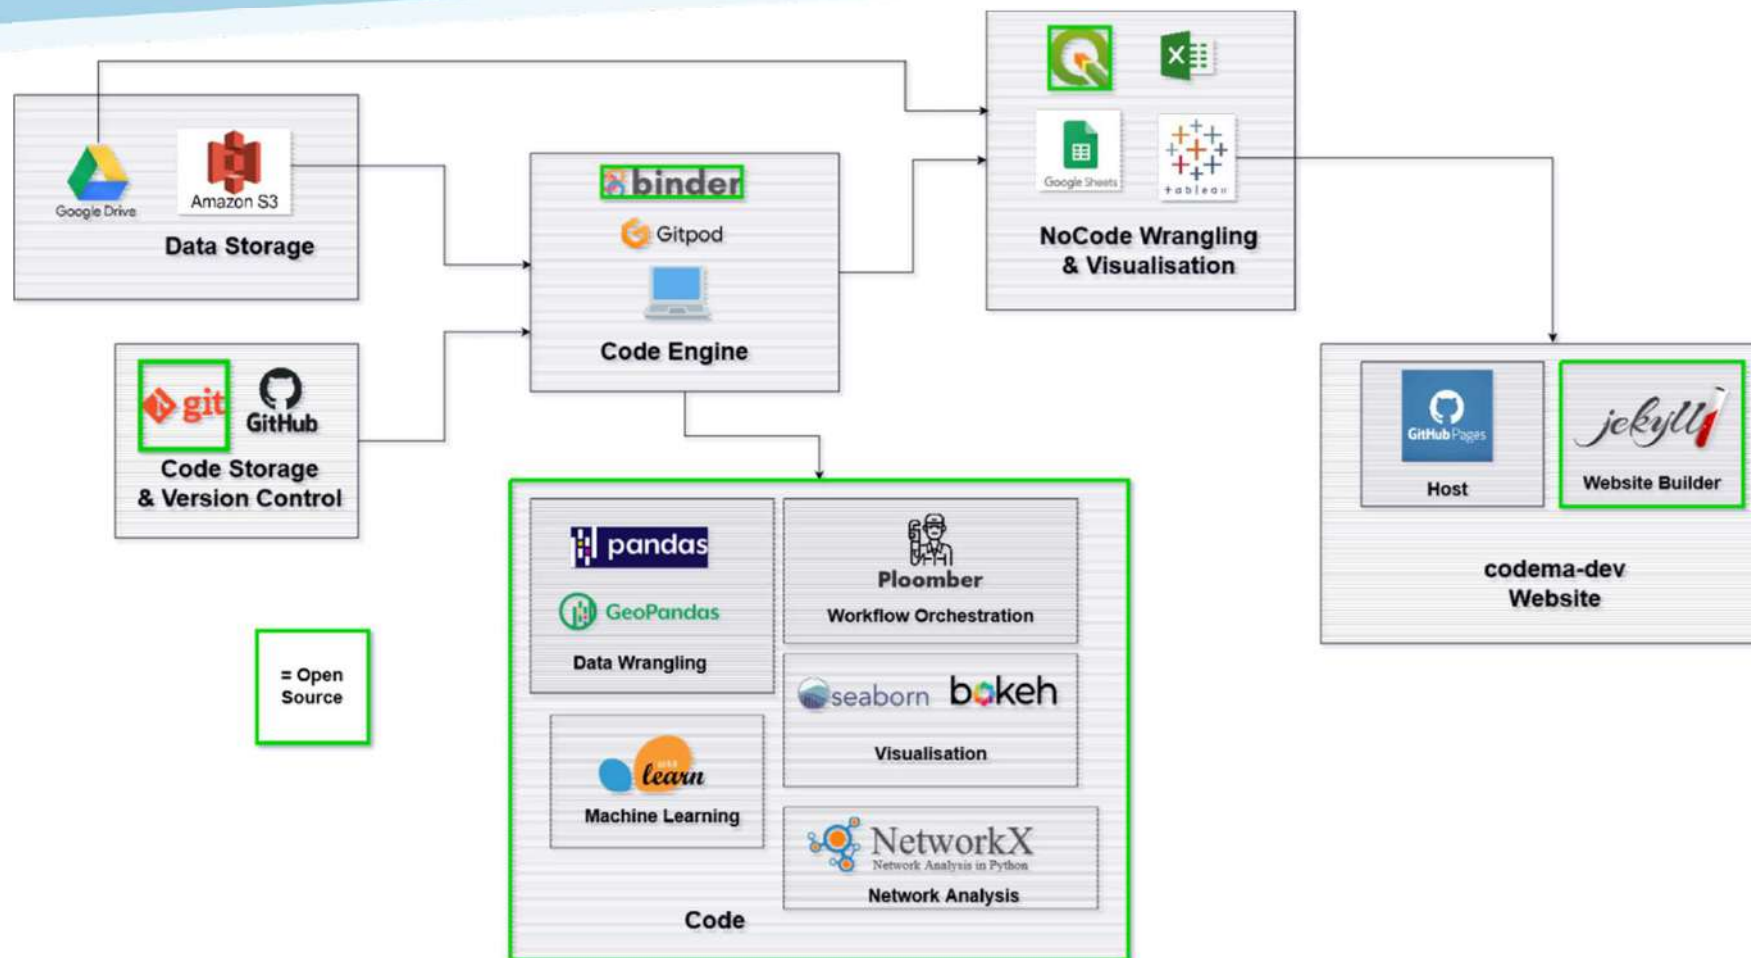 Google Drive
Amazon S3
Data Storage
git
GitHub
Code Storage
& Version Control
= Open
Source
binder
Gitpod
Code Engine
Google Sheets
+ableau
NoCode Wrangling
& Visualisation
GitHub Pages
Host
jekyll
Website Builder
codema-dev
Website
pandas
GeoPandas
Data Wrangling
Ploomber
Workflow Orchestration
seaborn bokeh
Visualisation
learn
Machine Learning
NetworkX
Network Analysis in Python
Network Analysis
Code